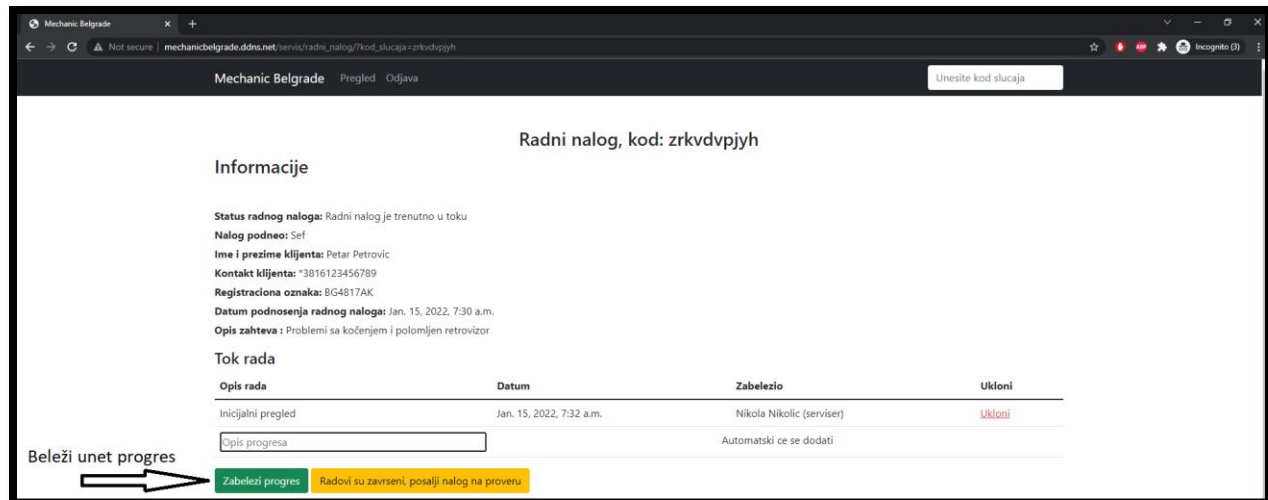 Mechanic Belgrade
Not secure | mechanicbelgrade.ddns.net/servis/radni_nalog/?kod_slucaja=zrkvdvpjyh
ABP
Incognito (3)
Mechanic Belgrade Pregled Odjava Unesite kod slucaja
Radni nalog, kod: zrkvdvpjyh
Informacije
Status radnog naloga: Radni nalog je trenutno u toku
Nalog podneo: Sef
Ime i prezime klijenta: Petar Petrovic
Kontakt klijenta: *3816123456789
Registraciona oznaka: BG4817AK
Datum podnosenja radnog naloga: Jan. 15, 2022, 7:30 a.m.
Opis zahteva : Problemi sa kočenjem i polomljen retrovizor
Tok rada
Opis rada Datum Zabelezio Ukloni
Inicijalni pregled Jan. 15, 2022, 7:32 a.m. Nikola Nikolic (serviser) Ukloni
Opis progresa Automatski ce se dodati
Beleži unet progres
Zabelezi progres Radovi su zavrseni, posalji nalog na proveru